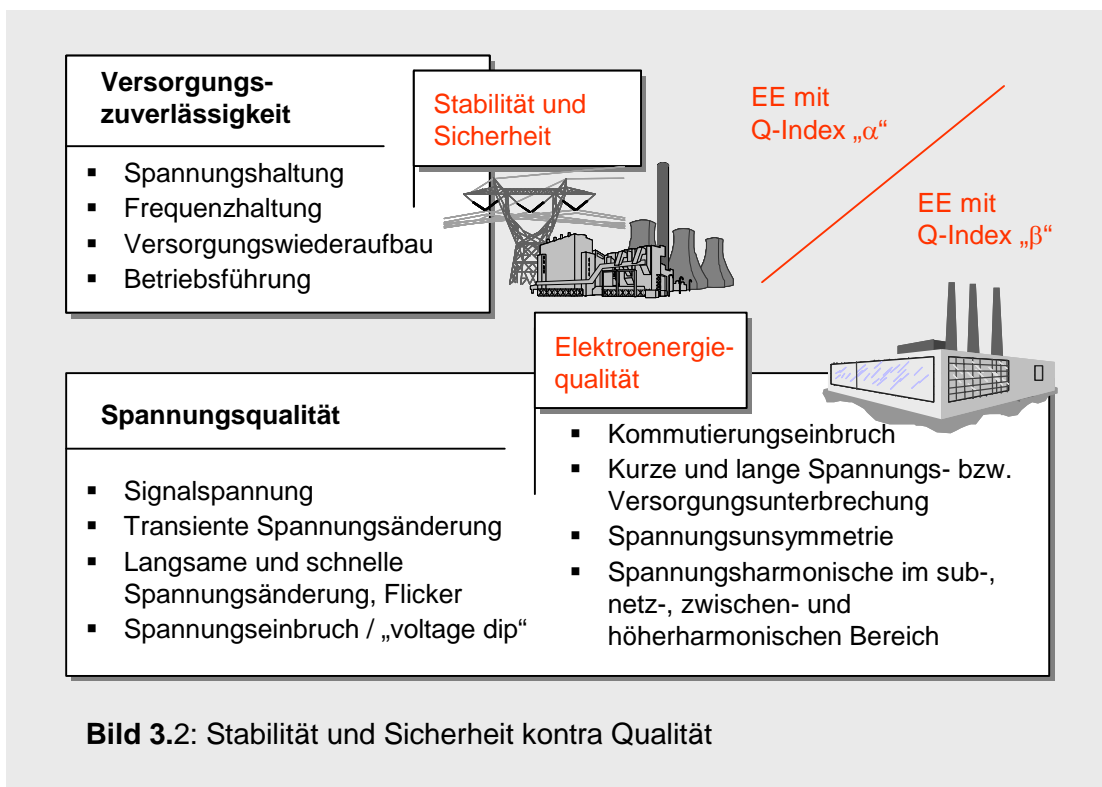 Versorgungs-
zuverlässigkeit
▪ Spannungshaltung
▪ Frequenzhaltung
▪ Versorgungswiederaufbau
▪ Betriebsführung
Stabilität und
Sicherheit
EE mit
Q-Index „α“
EE mit
Q-Index „β“
Elektroenergie-
qualität
Spannungsqualität
▪ Signalspannung
▪ Transiente Spannungsänderung
▪ Langsame und schnelle
Spannungsänderung, Flicker
▪ Spannungseinbruch / „voltage dip“
▪ Kommutierungseinbruch
▪ Kurze und lange Spannungs- bzw.
Versorgungsunterbrechung
▪ Spannungsunsymmetrie
▪ Spannungsharmonische im sub-,
netz-, zwischen- und
höherharmonischen Bereich
Bild 3.2: Stabilität und Sicherheit kontra Qualität